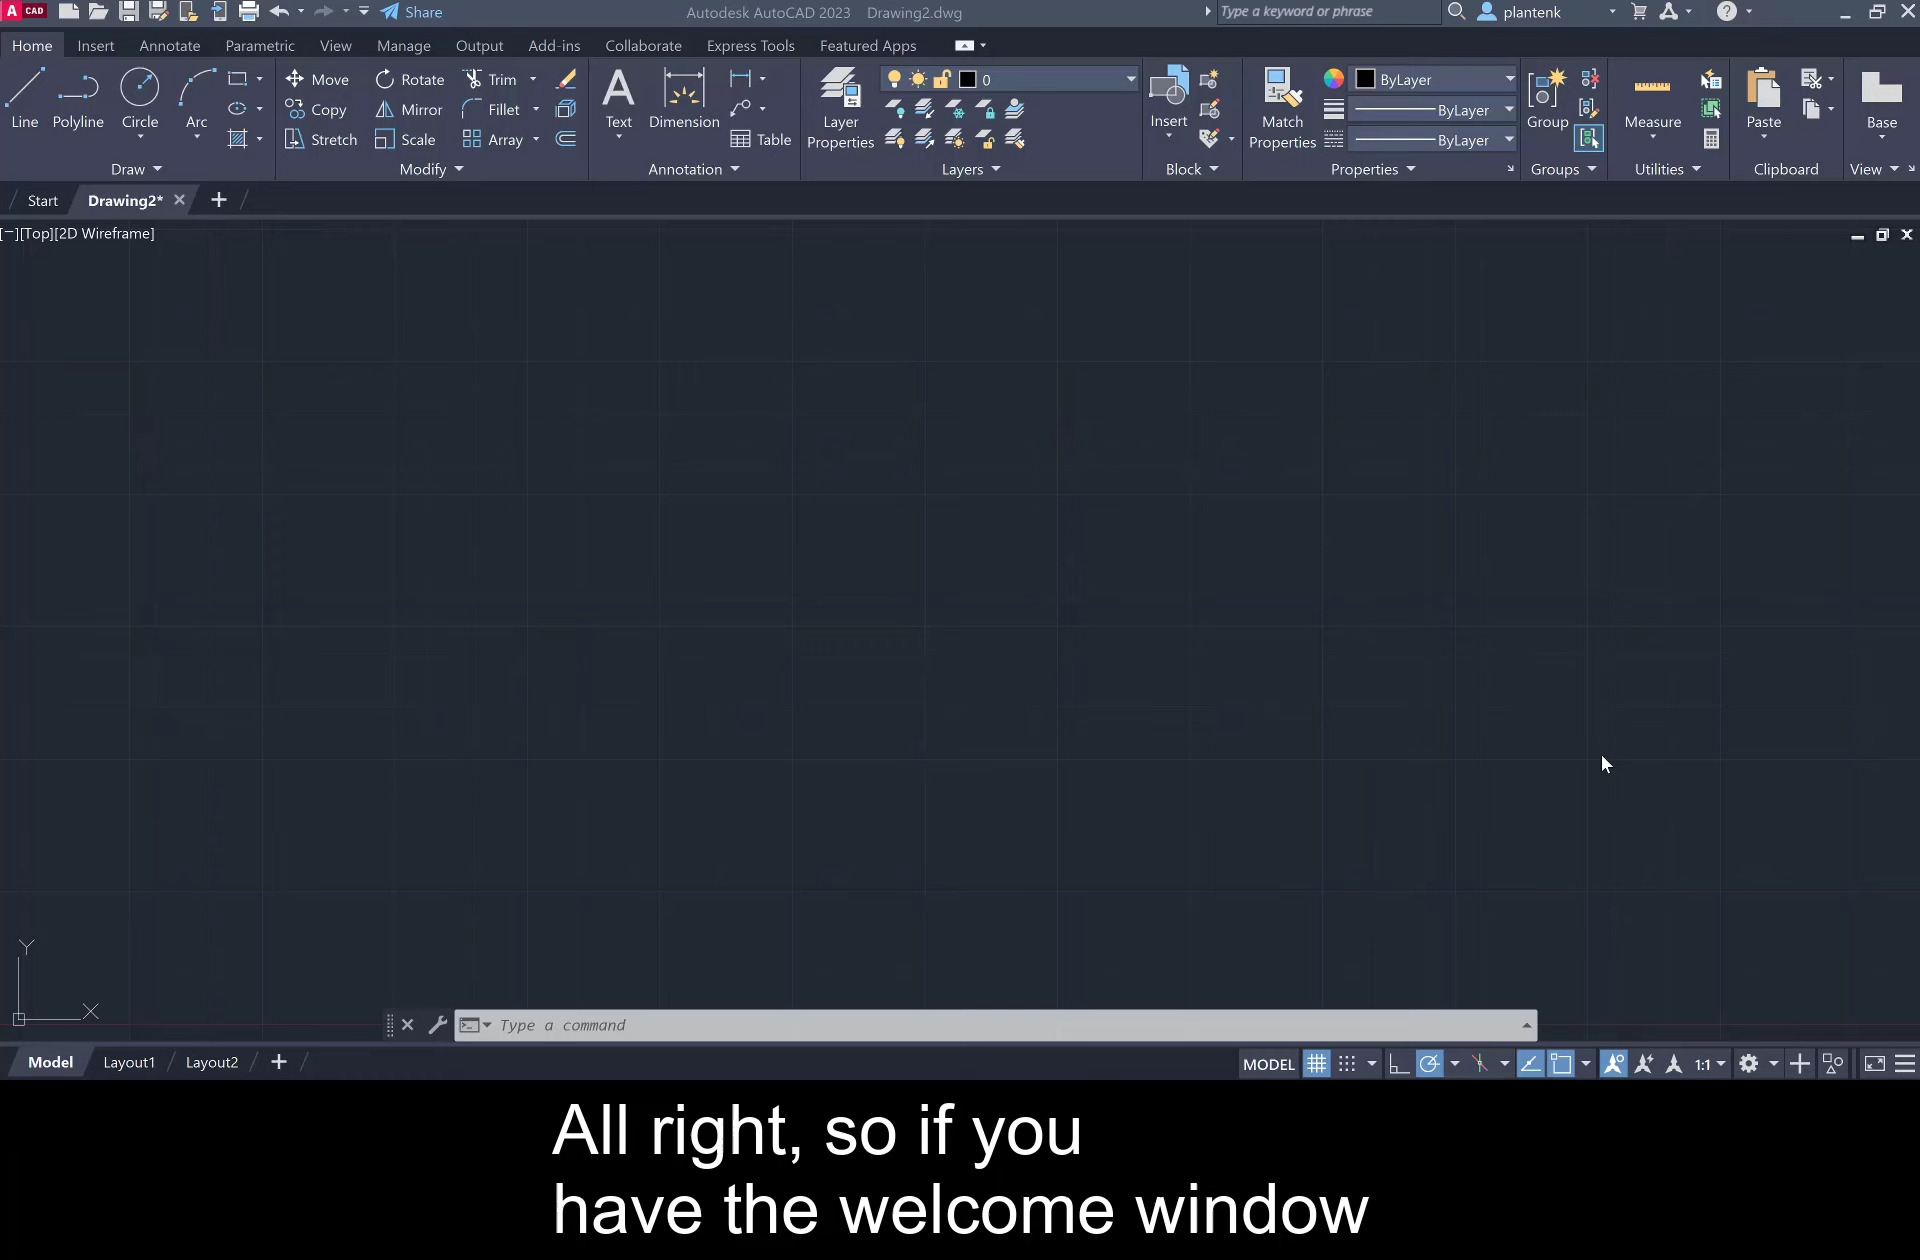 A CAD Share Autodesk AutoCAD 2023 Drawing2.dwg Type a keyword or phrase plantenk
Home Insert Annotate Parametric View Manage Output Add-ins Collaborate Express Tools Featured Apps
Line Polyline Circle Arc
Move Rotate Trim
Copy Mirror Fillet
Stretch Scale Array
Text Dimension Table
Layer Properties
0
Insert
Match Properties
ByLayer
ByLayer
ByLayer
Group
Measure
Paste
Base
Draw Modify Annotation Layers Block Properties Groups Utilities Clipboard View
Start Drawing2* +
[−][Top][2D Wireframe]
Y
X
Type a command
Model Layout1 Layout2 + MODEL 1:1
All right, so if you
have the welcome window